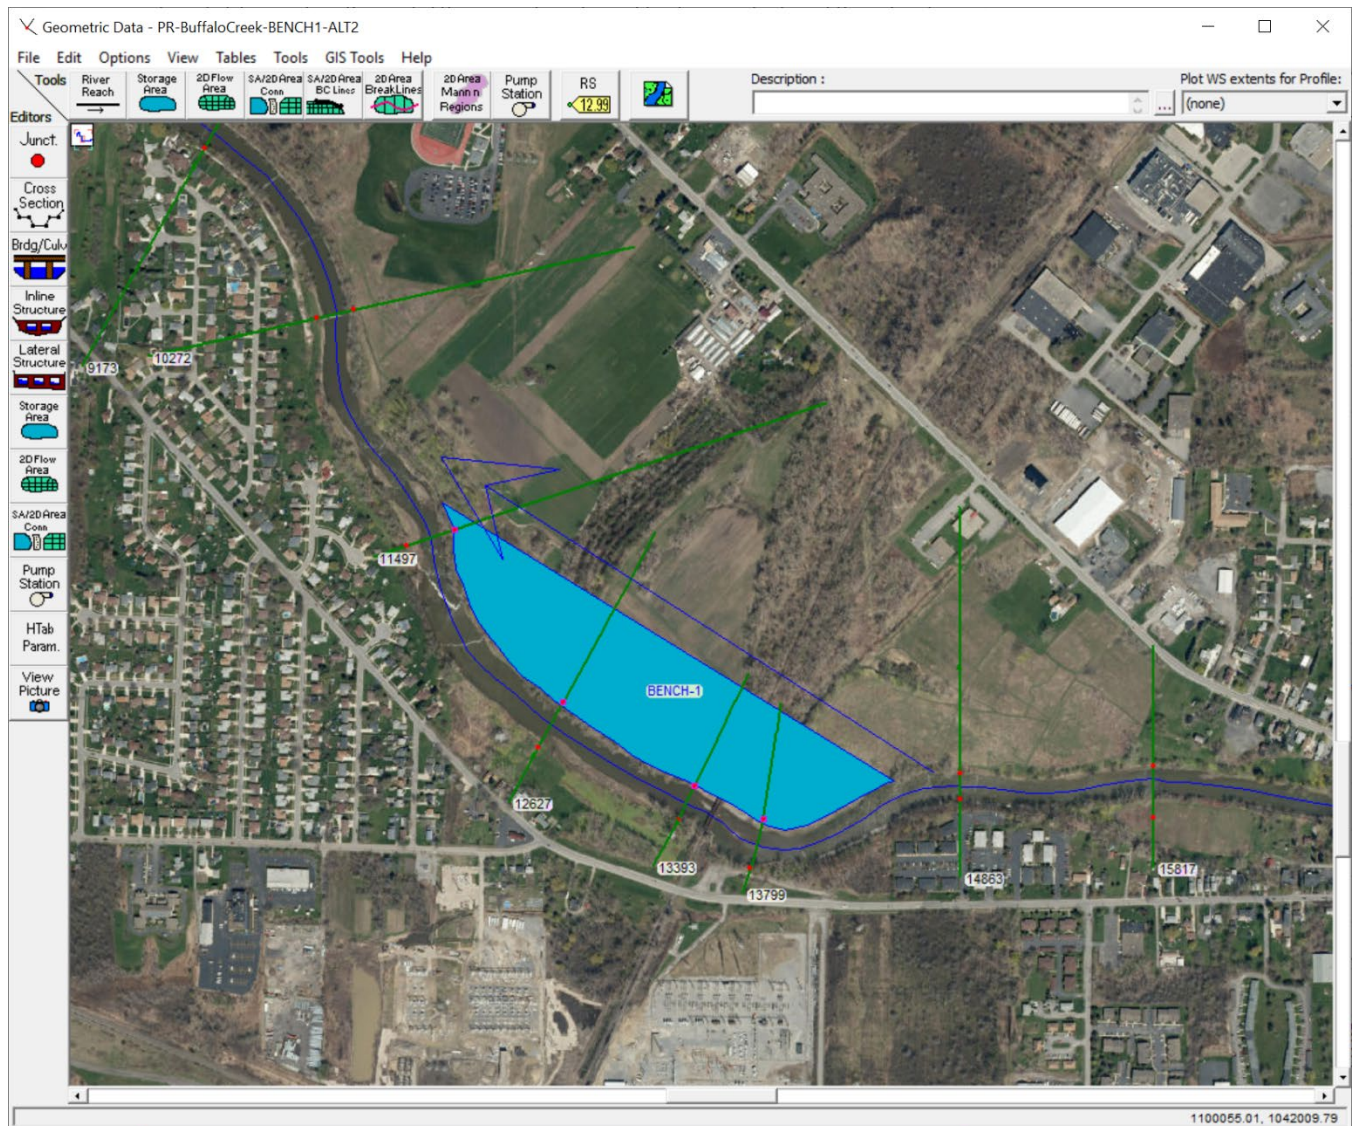 Geometric Data - PR-BuffaloCreek-BENCH1-ALT2
File Edit Options View Tables Tools GIS Tools Help
Tools
River
Reach
Storage
Area
2D Flow
Area
SA/2D Area
Conn
SA/2D Area
BC Lines
2D Area
BreakLines
2D Area
Mann n
Regions
Pump
Station
RS
12.99
Description :
...
Plot WS extents for Profile:
(none)
Editors
Junct.
Cross
Section
Brdg/Culv
Inline
Structure
Lateral
Structure
Storage
Area
2D Flow
Area
SA/2D Area
Conn
Pump
Station
HTab
Param.
View
Picture
9173
10272
11497
BENCH-1
12627
13393
13799
14863
15817
1100055.01, 1042009.79